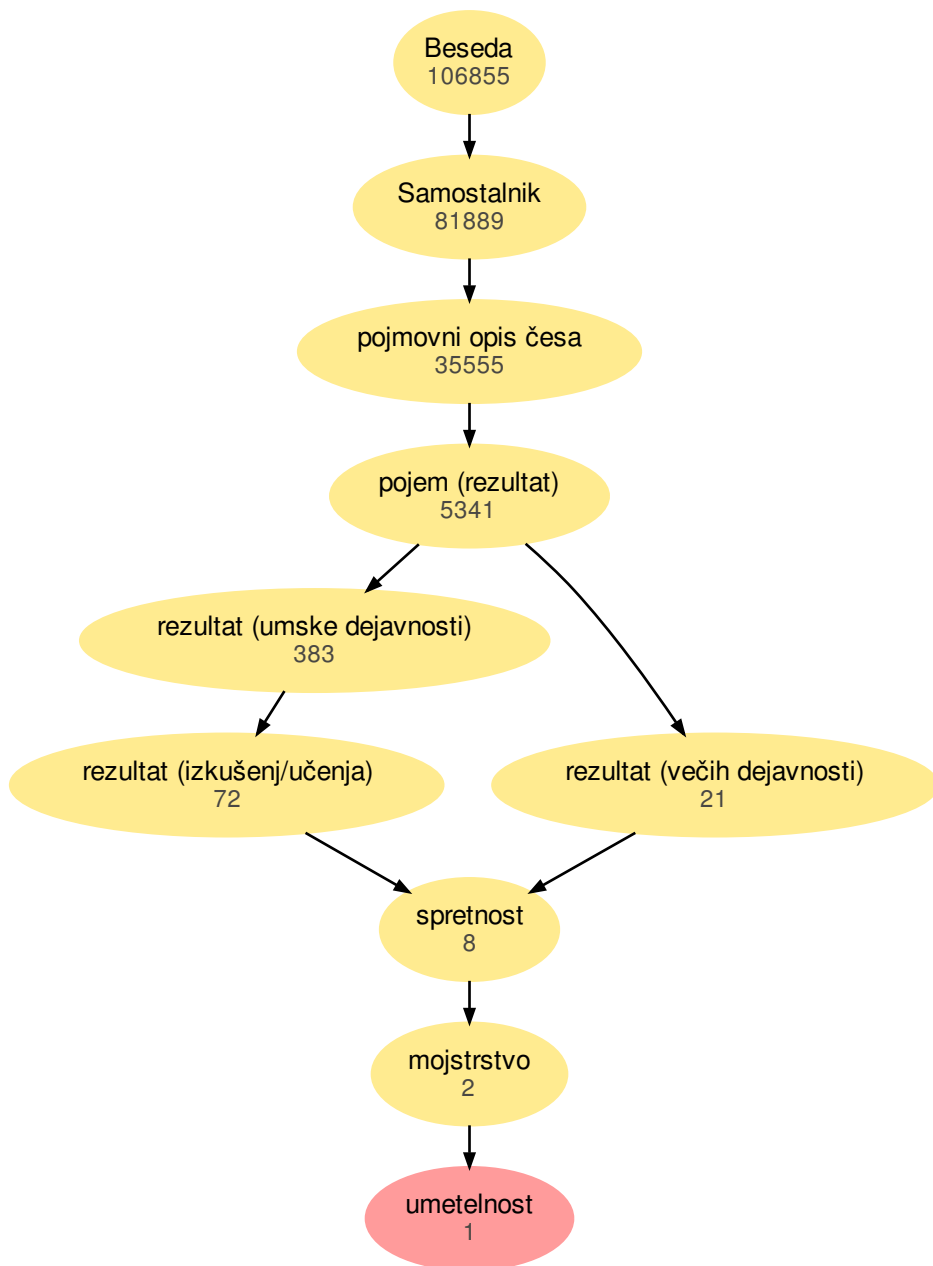 Beseda
106855
Samostalnik
81889
pojmovni opis česa
35555
pojem (rezultat)
5341
rezultat (umske dejavnosti)
383
rezultat (izkušenj/učenja)
72
rezultat (večih dejavnosti)
21
spretnost
8
mojstrstvo
2
umetelnost
1